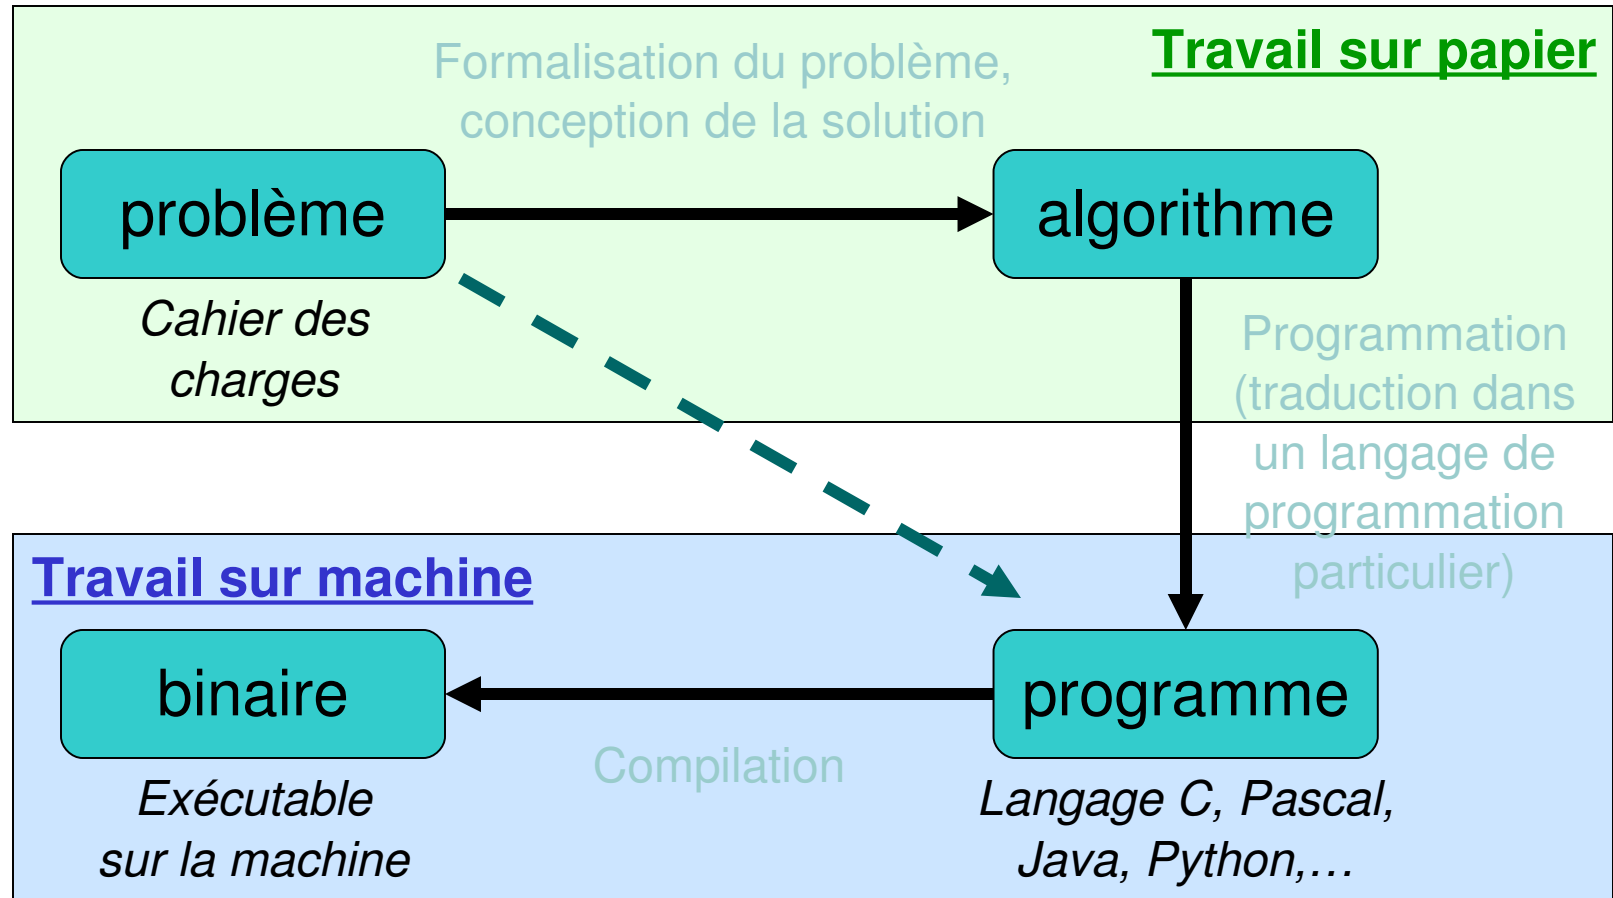 Travail sur papier
Formalisation du problème,
conception de la solution
problème
algorithme
Cahier des
charges
Programmation
(traduction dans
un langage de
programmation
particulier)
Travail sur machine
binaire
programme
Compilation
Exécutable
sur la machine
Langage C, Pascal,
Java, Python,…